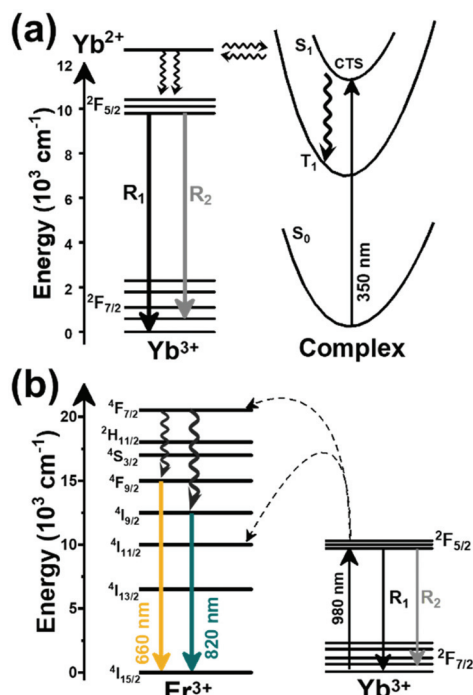 (a)
Yb²⁺
S₁
CTS
12
²F₅/₂
10
8
T₁
R₁
R₂
Energy (10³ cm⁻¹)
6
4
S₀
350 nm
2
²F₇/₂
0
Yb³⁺
Complex
(b)
⁴F₇/₂
20
²H₁₁/₂
⁴S₃/₂
⁴F₉/₂
15
⁴I₉/₂
Energy (10³ cm⁻¹)
⁴I₁₁/₂
10
²F₅/₂
980 nm
R₁
R₂
⁴I₁₃/₂
5
660 nm
820 nm
²F₇/₂
⁴I₁₅/₂
0
Er³⁺
Yb³⁺